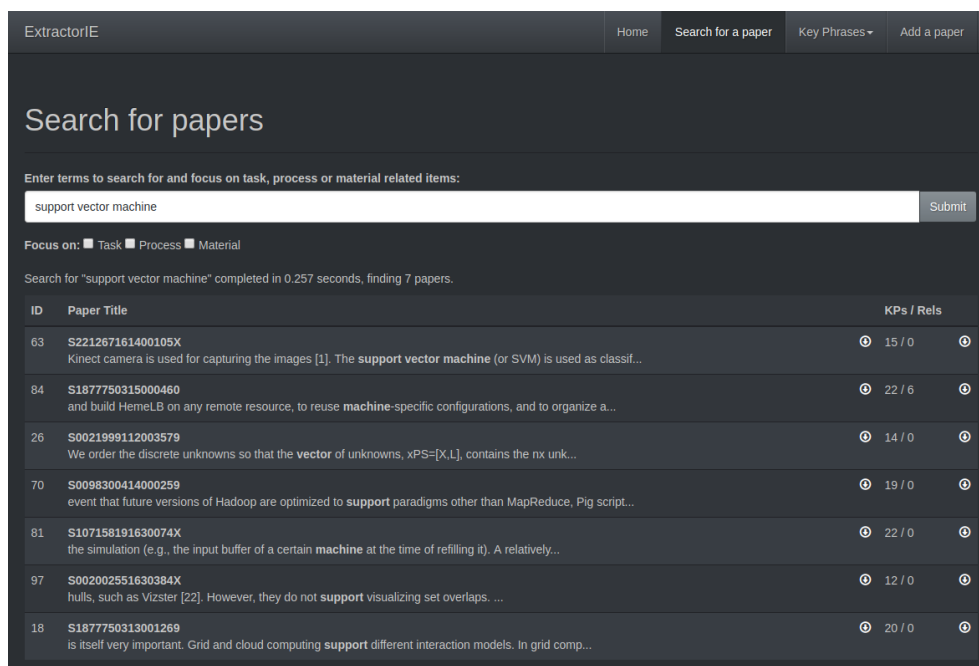 ExtractorIE Home Search for a paper Key Phrases Add a paper
Search for papers
Enter terms to search for and focus on task, process or material related items:
support vector machine Submit
Focus on: Task Process Material
Search for "support vector machine" completed in 0.257 seconds, finding 7 papers.
ID Paper Title KPs / Rels
63 S221267161400105X 15 / 0
Kinect camera is used for capturing the images [1]. The support vector machine (or SVM) is used as classif...
84 S1877750315000460 22 / 6
and build HemeLB on any remote resource, to reuse machine-specific configurations, and to organize a...
26 S0021999112003579 14 / 0
We order the discrete unknowns so that the vector of unknowns, xPS=[X,L], contains the nx unk...
70 S0098300414000259 19 / 0
event that future versions of Hadoop are optimized to support paradigms other than MapReduce, Pig script...
81 S107158191630074X 22 / 0
the simulation (e.g., the input buffer of a certain machine at the time of refilling it). A relatively...
97 S002002551630384X 12 / 0
hulls, such as Vizster [22]. However, they do not support visualizing set overlaps. ...
18 S1877750313001269 20 / 0
is itself very important. Grid and cloud computing support different interaction models. In grid comp...